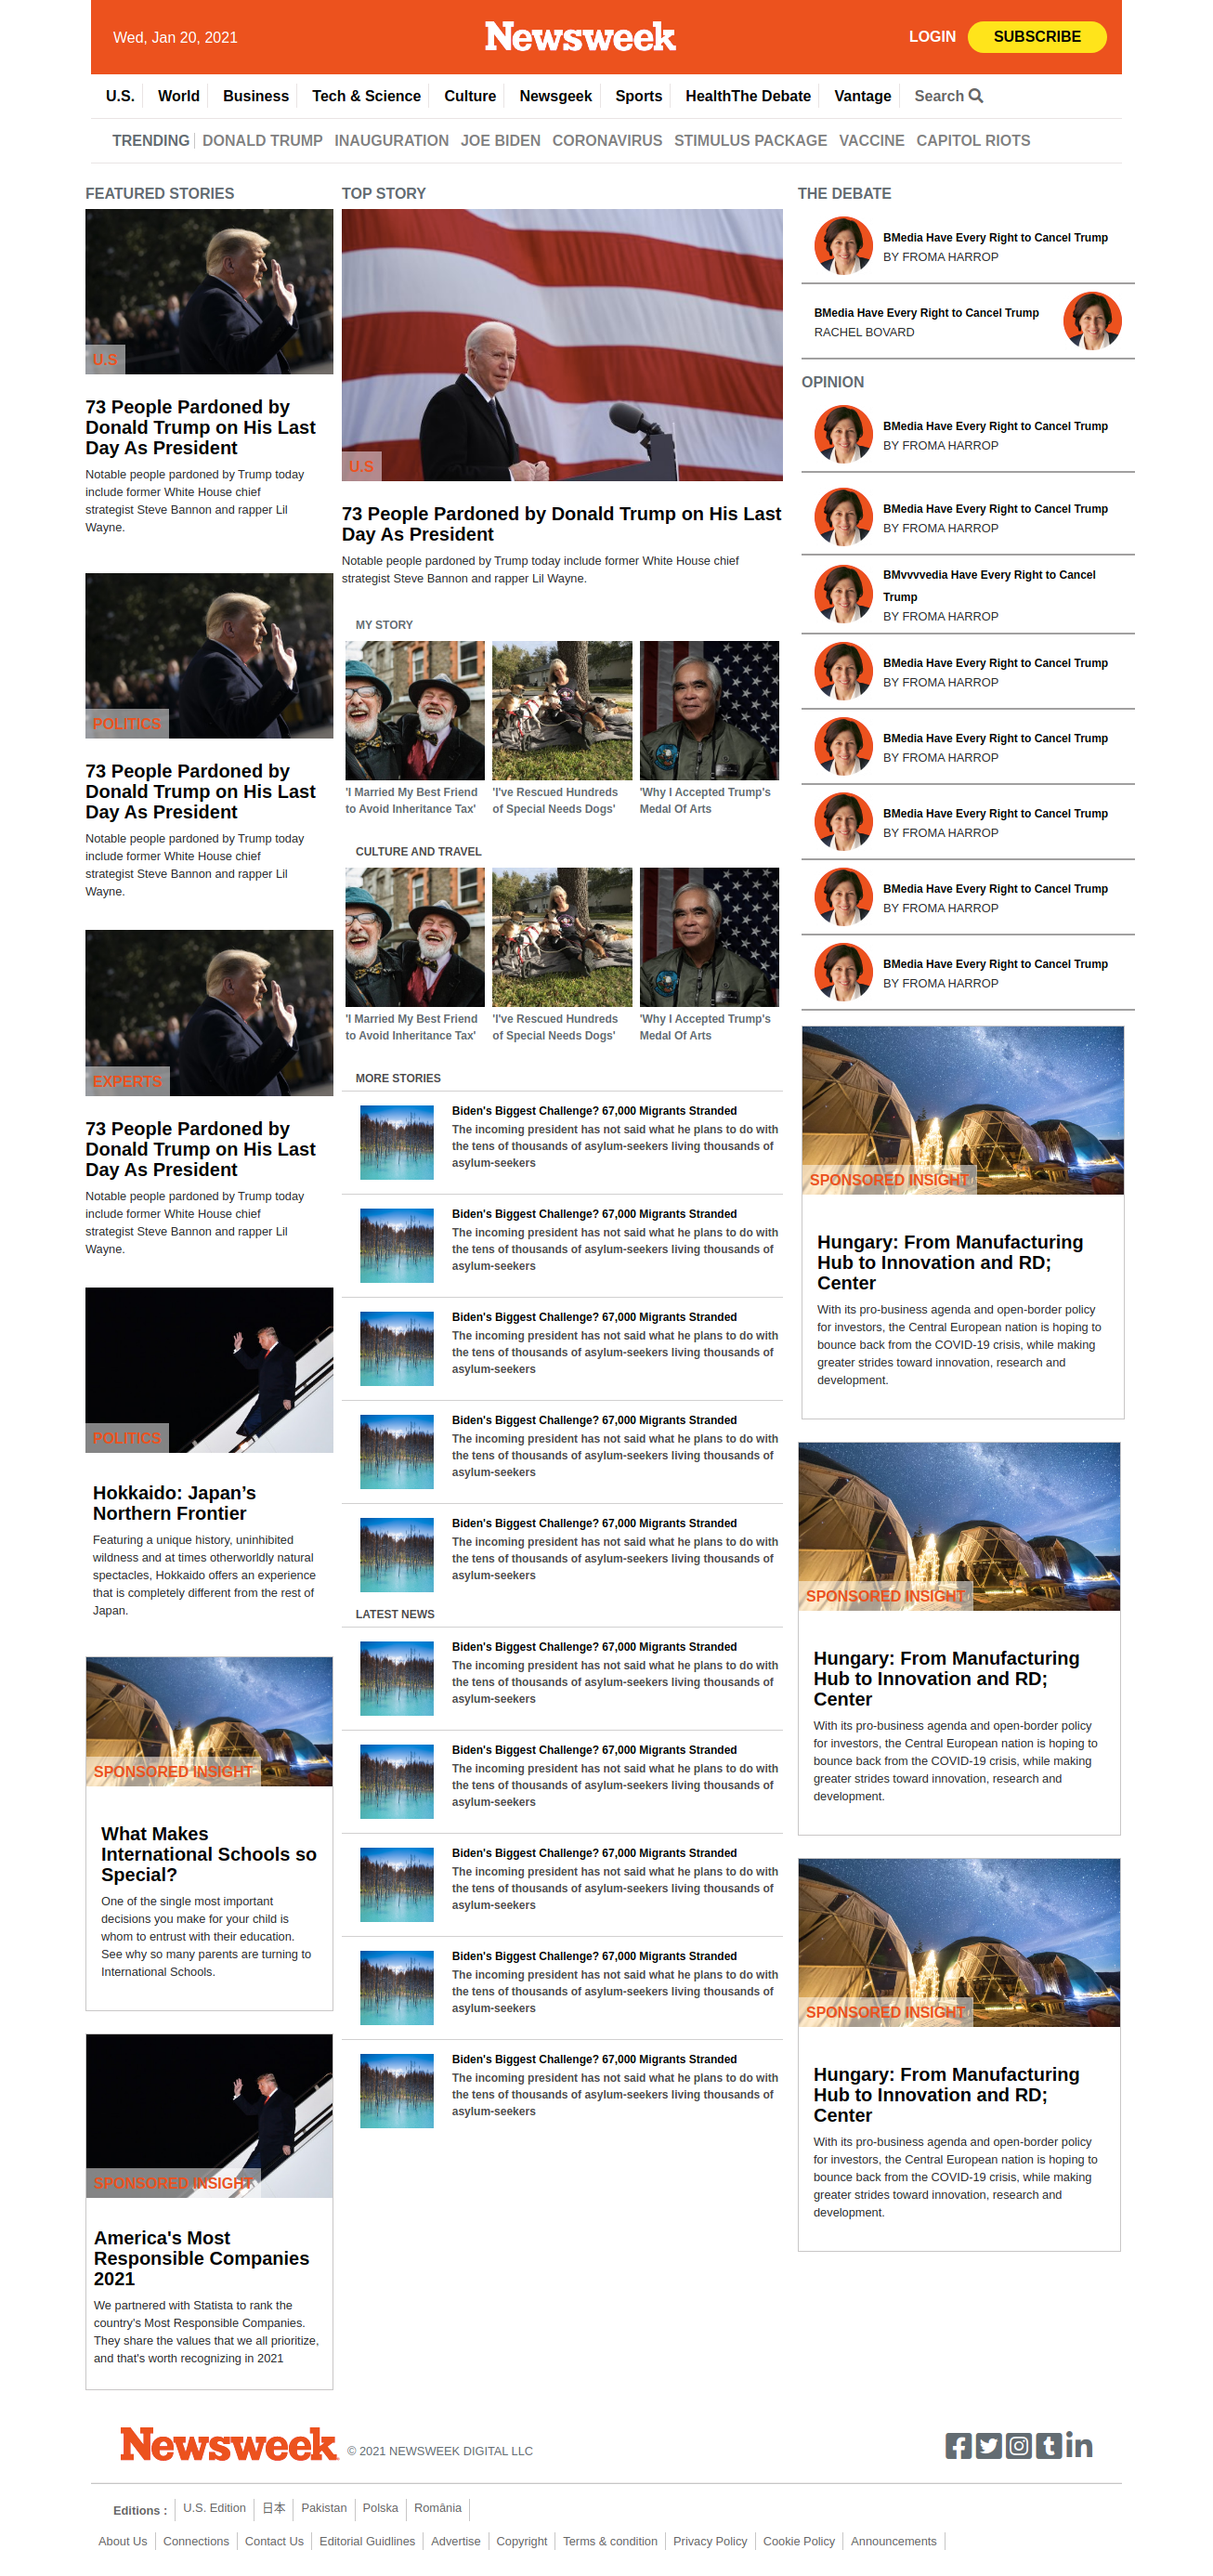 Wed, Jan 20, 2021
Newsweek
LOGIN
SUBSCRIBE
U.S.
World
Business
Tech & Science
Culture
Newsgeek
Sports
HealthThe Debate
Vantage
Search
TRENDING
DONALD TRUMP
INAUGURATION
JOE BIDEN
CORONAVIRUS
STIMULUS PACKAGE
VACCINE
CAPITOL RIOTS
FEATURED STORIES
U.S
73 People Pardoned by
Donald Trump on His Last
Day As President
Notable people pardoned by Trump today
include former White House chief
strategist Steve Bannon and rapper Lil
Wayne.
POLITICS
73 People Pardoned by
Donald Trump on His Last
Day As President
Notable people pardoned by Trump today
include former White House chief
strategist Steve Bannon and rapper Lil
Wayne.
EXPERTS
73 People Pardoned by
Donald Trump on His Last
Day As President
Notable people pardoned by Trump today
include former White House chief
strategist Steve Bannon and rapper Lil
Wayne.
POLITICS
Hokkaido: Japan’s
Northern Frontier
Featuring a unique history, uninhibited
wildness and at times otherworldly natural
spectacles, Hokkaido offers an experience
that is completely different from the rest of
Japan.
SPONSORED INSIGHT
What Makes
International Schools so
Special?
One of the single most important
decisions you make for your child is
whom to entrust with their education.
See why so many parents are turning to
International Schools.
SPONSORED INSIGHT
America's Most
Responsible Companies
2021
We partnered with Statista to rank the
country's Most Responsible Companies.
They share the values that we all prioritize,
and that's worth recognizing in 2021
TOP STORY
U.S
73 People Pardoned by Donald Trump on His Last
Day As President
Notable people pardoned by Trump today include former White House chief
strategist Steve Bannon and rapper Lil Wayne.
MY STORY
'I Married My Best Friend
to Avoid Inheritance Tax'
'I've Rescued Hundreds
of Special Needs Dogs'
'Why I Accepted Trump's
Medal Of Arts
CULTURE AND TRAVEL
'I Married My Best Friend
to Avoid Inheritance Tax'
'I've Rescued Hundreds
of Special Needs Dogs'
'Why I Accepted Trump's
Medal Of Arts
MORE STORIES
Biden's Biggest Challenge? 67,000 Migrants Stranded
The incoming president has not said what he plans to do with
the tens of thousands of asylum-seekers living thousands of
asylum-seekers
Biden's Biggest Challenge? 67,000 Migrants Stranded
The incoming president has not said what he plans to do with
the tens of thousands of asylum-seekers living thousands of
asylum-seekers
Biden's Biggest Challenge? 67,000 Migrants Stranded
The incoming president has not said what he plans to do with
the tens of thousands of asylum-seekers living thousands of
asylum-seekers
Biden's Biggest Challenge? 67,000 Migrants Stranded
The incoming president has not said what he plans to do with
the tens of thousands of asylum-seekers living thousands of
asylum-seekers
Biden's Biggest Challenge? 67,000 Migrants Stranded
The incoming president has not said what he plans to do with
the tens of thousands of asylum-seekers living thousands of
asylum-seekers
LATEST NEWS
Biden's Biggest Challenge? 67,000 Migrants Stranded
The incoming president has not said what he plans to do with
the tens of thousands of asylum-seekers living thousands of
asylum-seekers
Biden's Biggest Challenge? 67,000 Migrants Stranded
The incoming president has not said what he plans to do with
the tens of thousands of asylum-seekers living thousands of
asylum-seekers
Biden's Biggest Challenge? 67,000 Migrants Stranded
The incoming president has not said what he plans to do with
the tens of thousands of asylum-seekers living thousands of
asylum-seekers
Biden's Biggest Challenge? 67,000 Migrants Stranded
The incoming president has not said what he plans to do with
the tens of thousands of asylum-seekers living thousands of
asylum-seekers
Biden's Biggest Challenge? 67,000 Migrants Stranded
The incoming president has not said what he plans to do with
the tens of thousands of asylum-seekers living thousands of
asylum-seekers
THE DEBATE
BMedia Have Every Right to Cancel Trump
BY FROMA HARROP
BMedia Have Every Right to Cancel Trump
RACHEL BOVARD
OPINION
BMedia Have Every Right to Cancel Trump
BY FROMA HARROP
BMedia Have Every Right to Cancel Trump
BY FROMA HARROP
BMvvvvedia Have Every Right to Cancel
Trump
BY FROMA HARROP
BMedia Have Every Right to Cancel Trump
BY FROMA HARROP
BMedia Have Every Right to Cancel Trump
BY FROMA HARROP
BMedia Have Every Right to Cancel Trump
BY FROMA HARROP
BMedia Have Every Right to Cancel Trump
BY FROMA HARROP
BMedia Have Every Right to Cancel Trump
BY FROMA HARROP
SPONSORED INSIGHT
Hungary: From Manufacturing
Hub to Innovation and RD;
Center
With its pro-business agenda and open-border policy
for investors, the Central European nation is hoping to
bounce back from the COVID-19 crisis, while making
greater strides toward innovation, research and
development.
SPONSORED INSIGHT
Hungary: From Manufacturing
Hub to Innovation and RD;
Center
With its pro-business agenda and open-border policy
for investors, the Central European nation is hoping to
bounce back from the COVID-19 crisis, while making
greater strides toward innovation, research and
development.
SPONSORED INSIGHT
Hungary: From Manufacturing
Hub to Innovation and RD;
Center
With its pro-business agenda and open-border policy
for investors, the Central European nation is hoping to
bounce back from the COVID-19 crisis, while making
greater strides toward innovation, research and
development.
Newsweek
© 2021 NEWSWEEK DIGITAL LLC
Editions :
U.S. Edition
日本
Pakistan
Polska
România
About Us
Connections
Contact Us
Editorial Guidlines
Advertise
Copyright
Terms & condition
Privacy Policy
Cookie Policy
Announcements